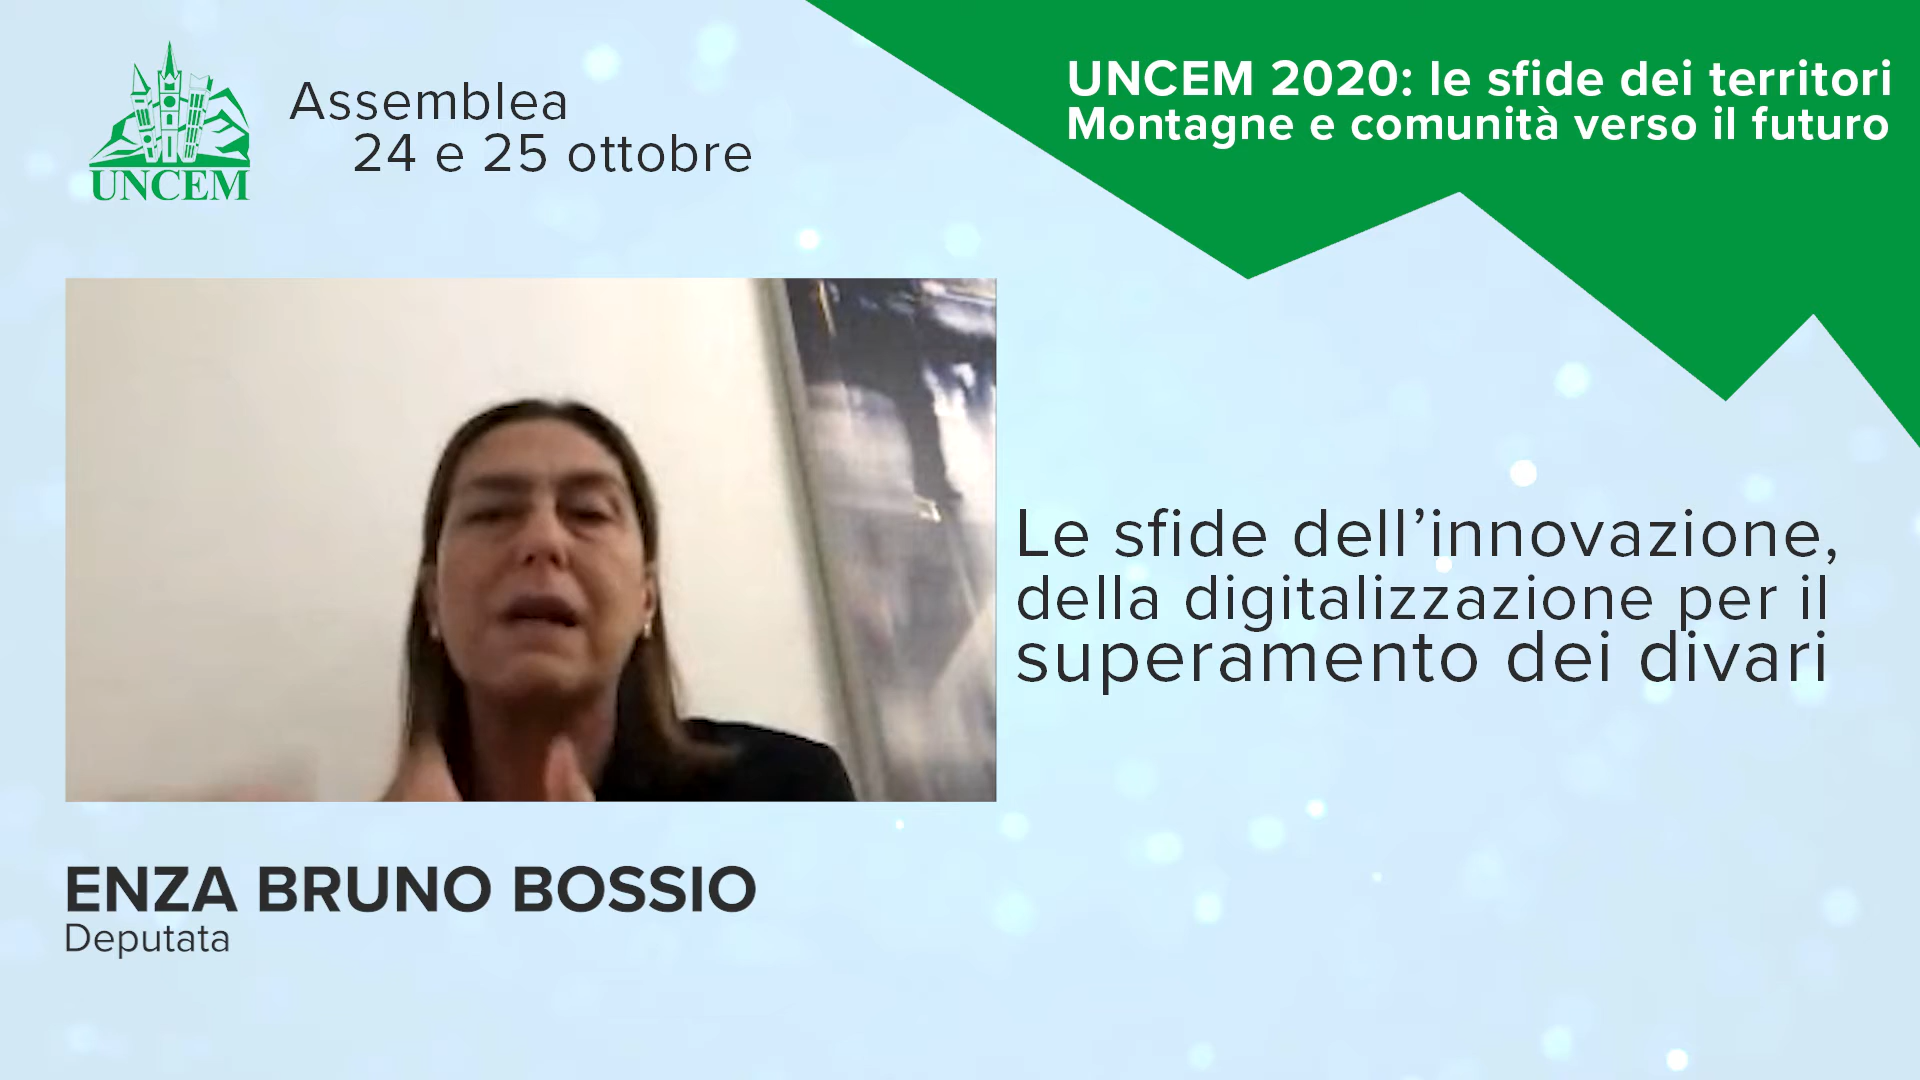 UNCEM
Assemblea
24 e 25 ottobre
UNCEM 2020: le sfide dei territori
Montagne e comunità verso il futuro
Le sfide dell’innovazione,
della digitalizzazione per il
superamento dei divari
ENZA BRUNO BOSSIO
Deputata